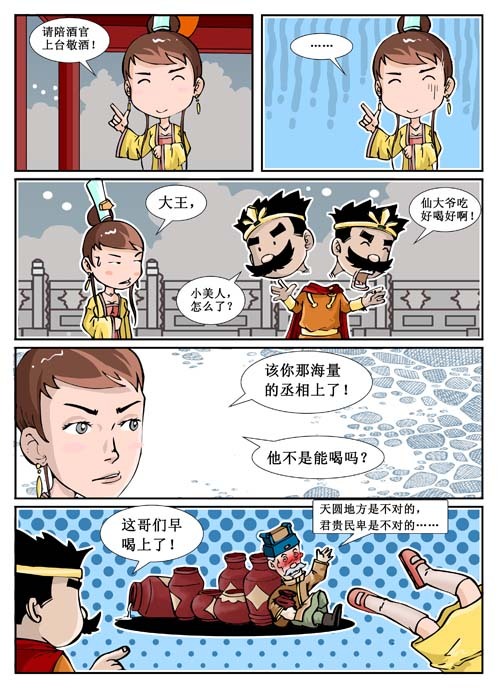 请陪酒官
上台敬酒！
……
大王，
小美人，
怎么了？
仙大爷吃
好喝好啊！
该你那海量
的丞相上了！
他不是能喝吗？
这哥们早
喝上了！
天圆地方是不对的，
君贵民卑是不对的……